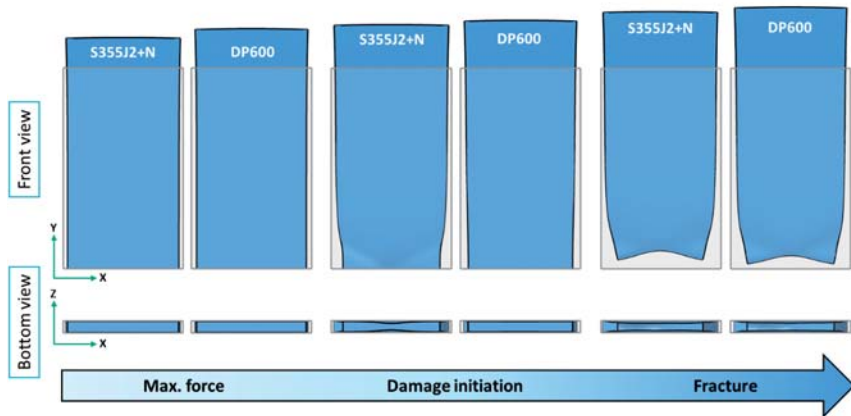 S355J2+N
DP600
S355J2+N
DP600
S355J2+N
DP600
Front view
Y
X
Bottom view
Z
X
Max. force
Damage initiation
Fracture